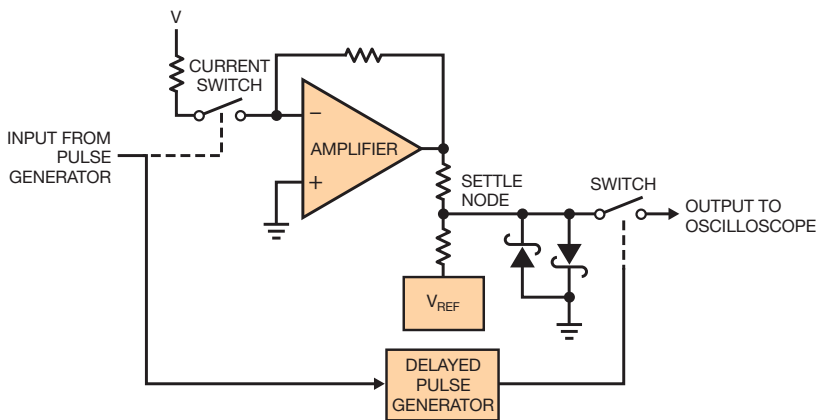 V
CURRENT
SWITCH
INPUT FROM
PULSE
GENERATOR
−
AMPLIFIER
+
SETTLE
NODE
SWITCH
OUTPUT TO
OSCILLOSCOPE
VREF
DELAYED
PULSE
GENERATOR